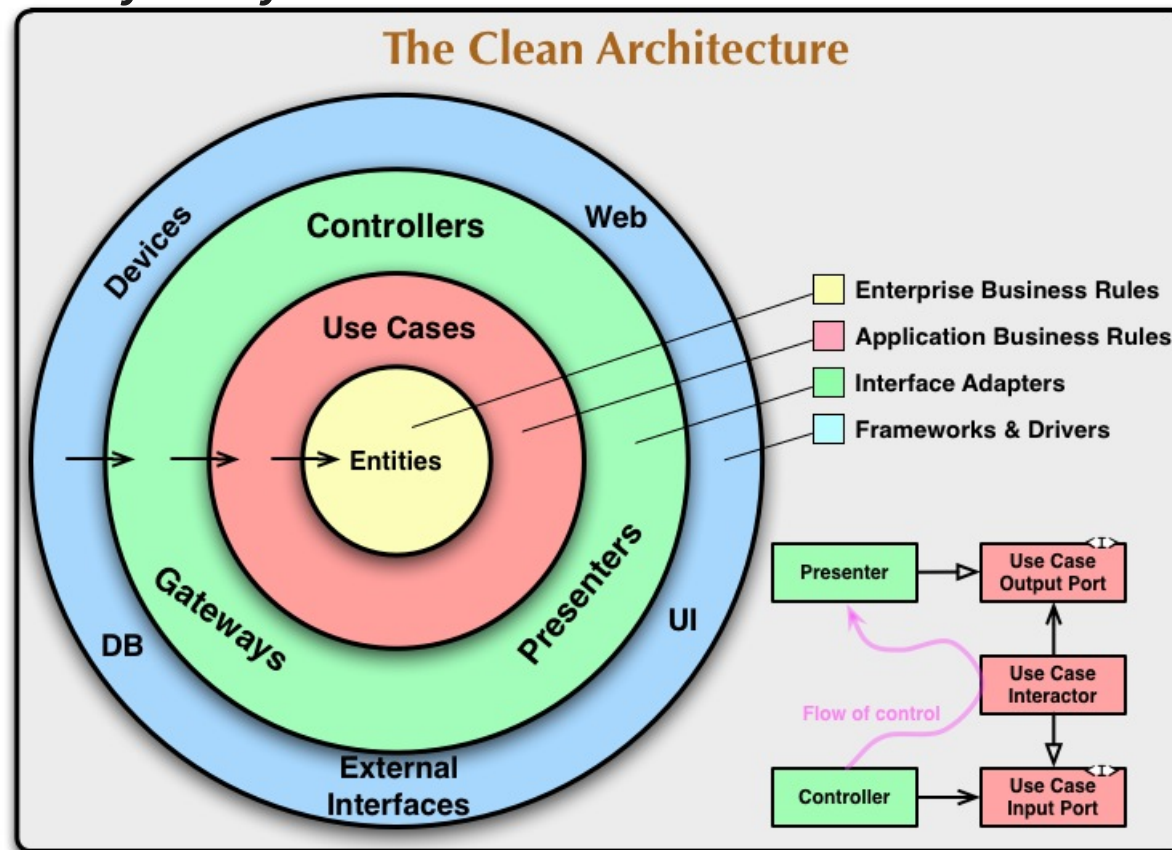 The Clean Architecture
Devices
Web
Controllers
Use Cases
Entities
Gateways
Presenters
DB
UI
External
Interfaces
Enterprise Business Rules
Application Business Rules
Interface Adapters
Frameworks & Drivers
Presenter
<I>
Use Case
Output Port
Use Case
Interactor
Flow of control
Controller
<I>
Use Case
Input Port